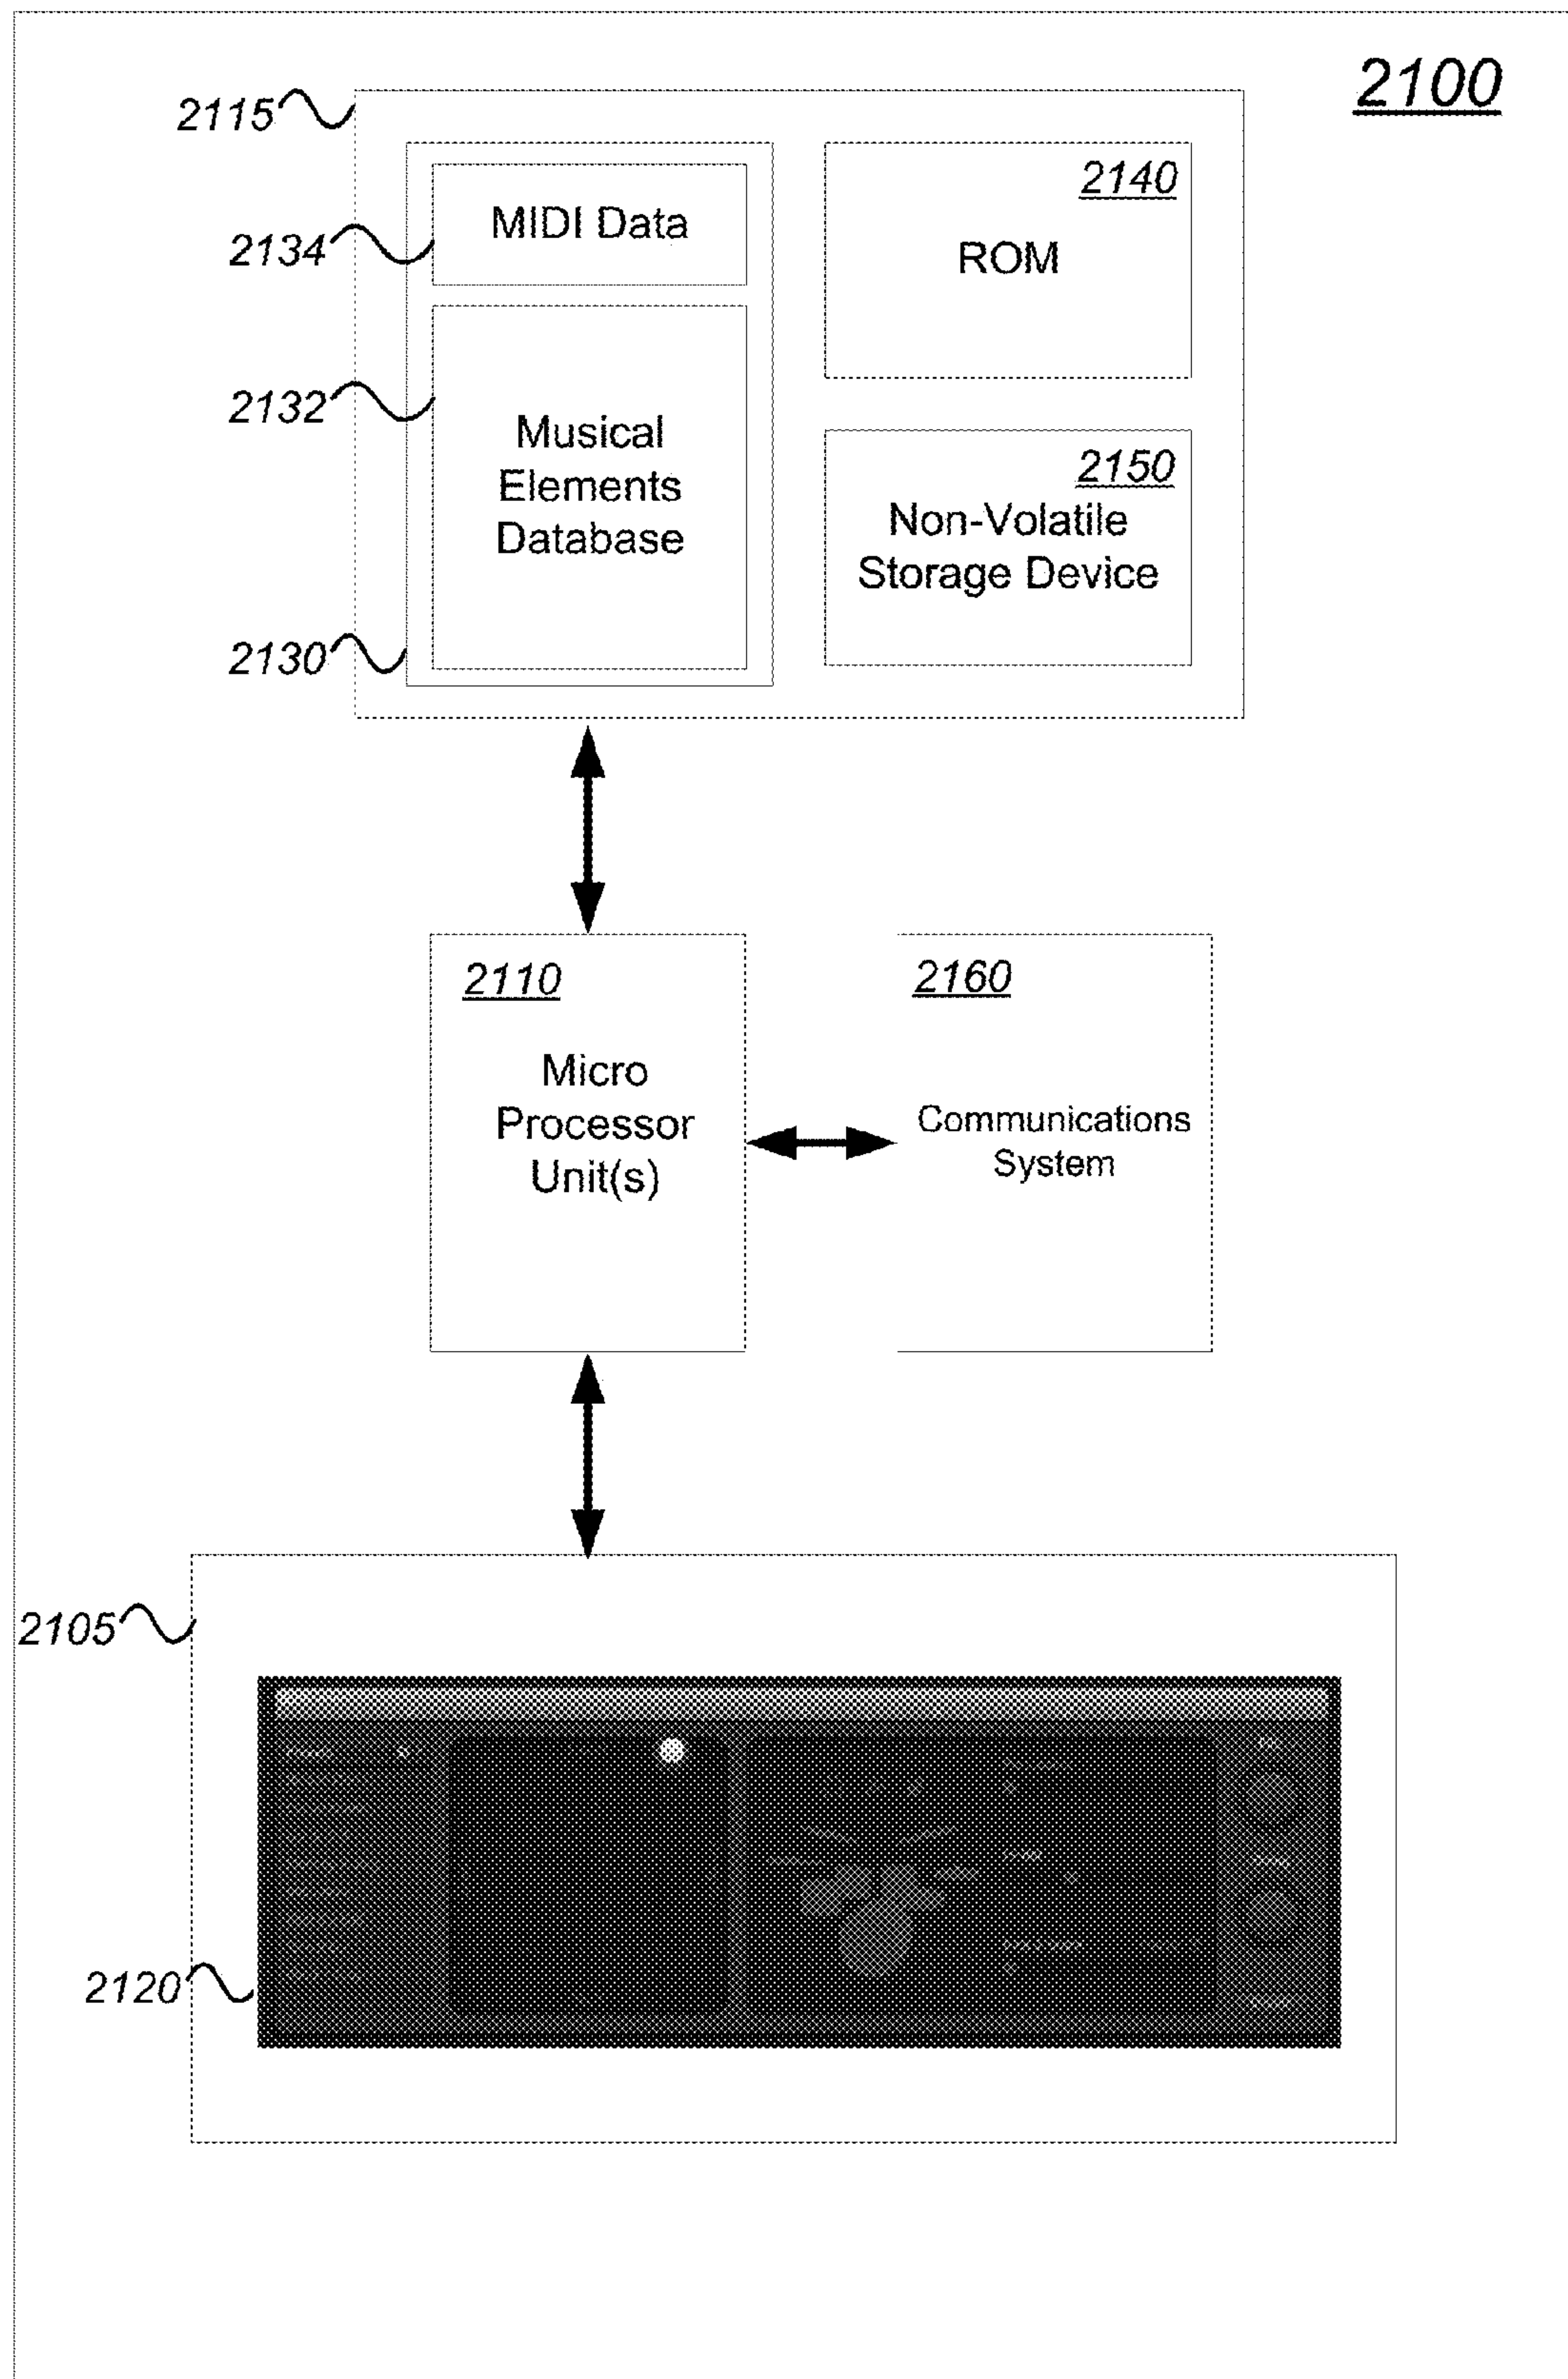 2100
2115
2140
MIDI Data
2134
ROM
2132
Musical
Elements
Database
2150
Non-Volatile
Storage Device
2130
2110
2160
Micro
Processor
Unit(s)
Communications
System
2105
2120